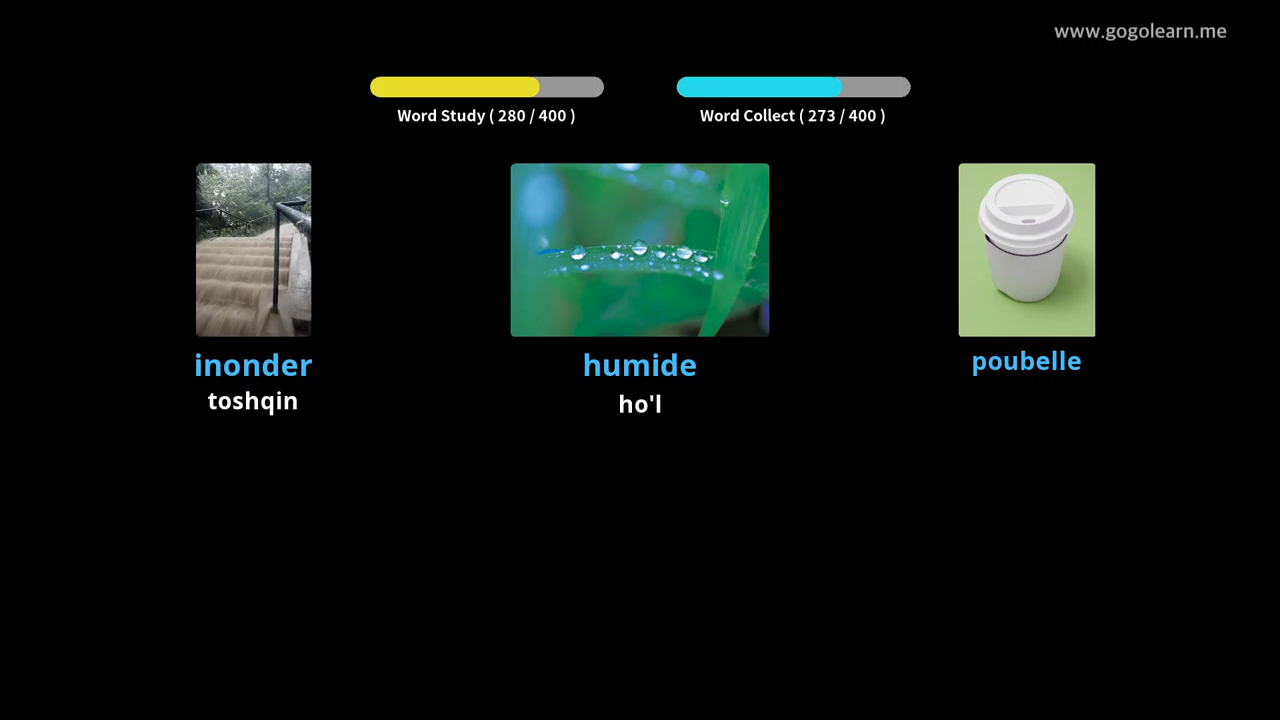 www.gogolearn.me
Word Study ( 280 / 400 )
Word Collect ( 273 / 400 )
inonder
toshqin
humide
ho'l
poubelle